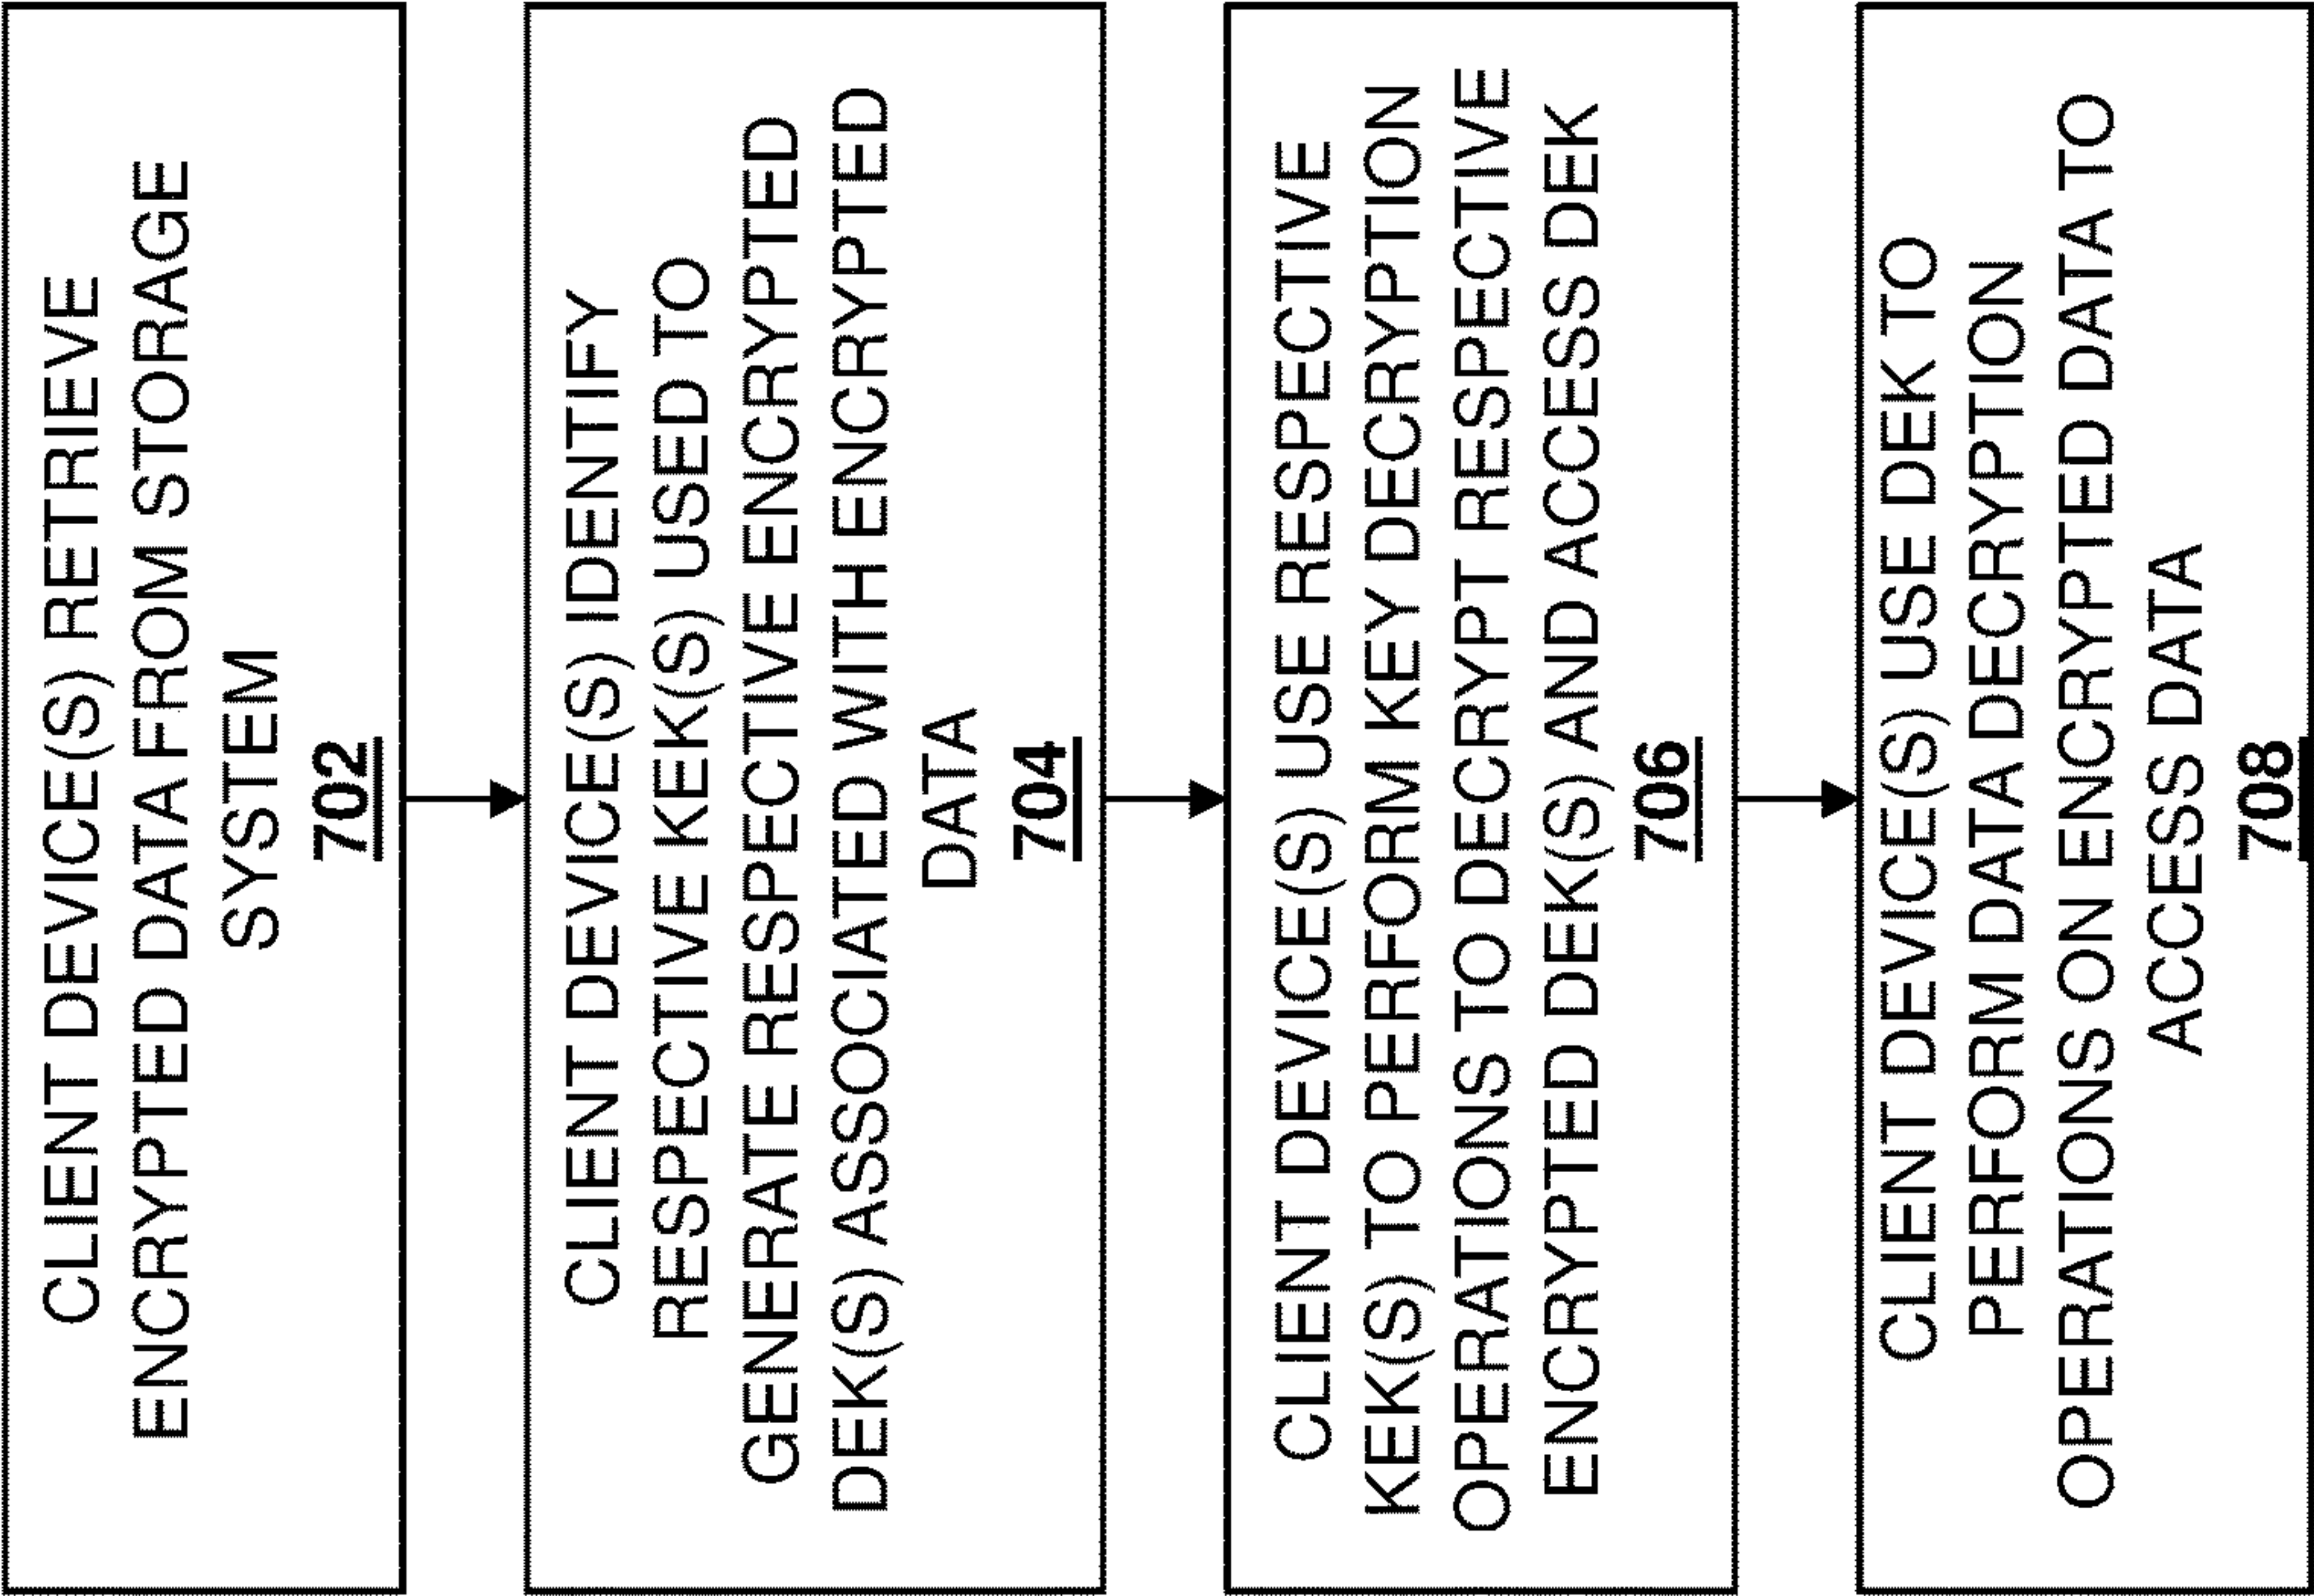 CLIENT DEVICE(S) RETRIEVE
ENCRYPTED DATA FROM STORAGE
SYSTEM
702
CLIENT DEVICE(S) IDENTIFY
RESPECTIVE KEK(S) USED TO
GENERATE RESPECTIVE ENCRYPTED
DEK(S) ASSOCIATED WITH ENCRYPTED
DATA
704
CLIENT DEVICE(S) USE RESPECTIVE
KEK(S) TO PERFORM KEY DECRYPTION
OPERATIONS TO DECRYPT RESPECTIVE
ENCRYPTED DEK(S) AND ACCESS DEK
706
CLIENT DEVICE(S) USE DEK TO
PERFORM DATA DECRYPTION
OPERATIONS ON ENCRYPTED DATA TO
ACCESS DATA
708